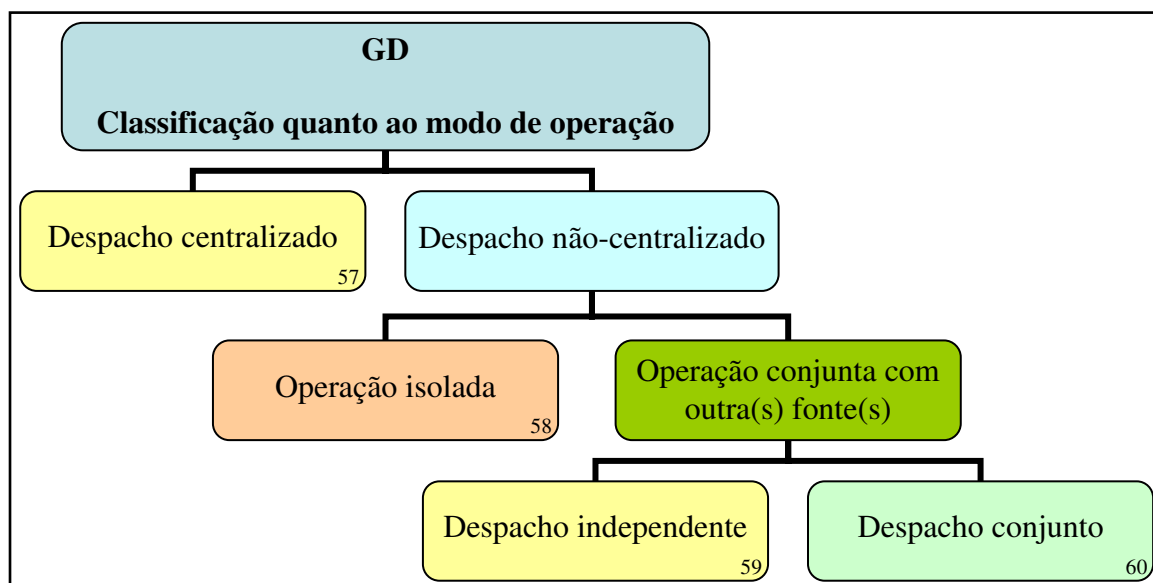 GD
Classificação quanto ao modo de operação
Despacho centralizado
57
Despacho não-centralizado
Operação isolada
58
Operação conjunta com
outra(s) fonte(s)
Despacho independente
59
Despacho conjunto
60